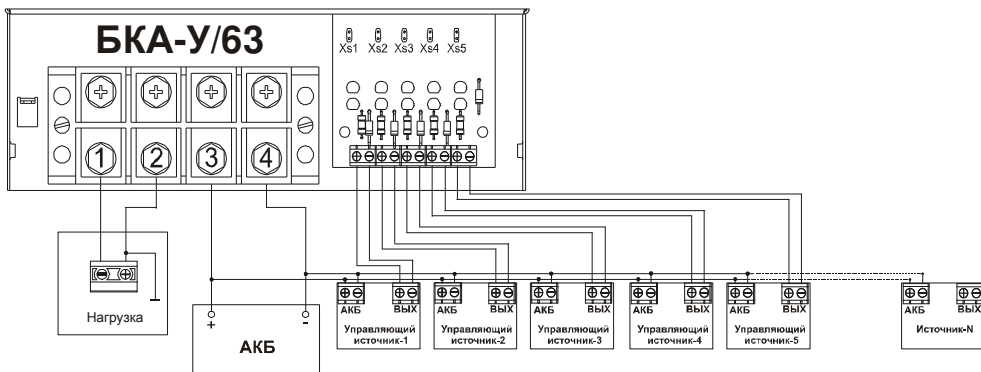 БКА-У/63
Xs1 Xs2 Xs3 Xs4 Xs5
1 2 3 4
Нагрузка
+ -
АКБ
АКБ ВЫХ
Управляющий
источник-1
АКБ ВЫХ
Управляющий
источник-2
АКБ ВЫХ
Управляющий
источник-3
АКБ ВЫХ
Управляющий
источник-4
АКБ ВЫХ
Управляющий
источник-5
АКБ ВЫХ
Источник-N